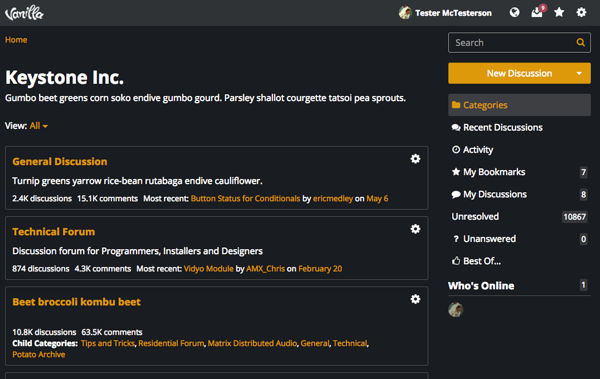 Vanilla
Tester McTesterson
9
Home
Search
Keystone Inc.
Gumbo beet greens corn soko endive gumbo gourd. Parsley shallot courgette tatsoi pea sprouts.
View: All
General Discussion
Turnip greens yarrow rice-bean rutabaga endive cauliflower.
2.4K discussions 15.1K comments Most recent: Button Status for Conditionals by ericmedley on May 6
Technical Forum
Discussion forum for Programmers, Installers and Designers
874 discussions 4.3K comments Most recent: Vidyo Module by AMX_Chris on February 20
Beet broccoli kombu beet
10.8K discussions 63.5K comments
Child Categories: Tips and Tricks, Residential Forum, Matrix Distributed Audio, General, Technical,
Potato Archive
New Discussion
Categories
Recent Discussions
Activity
My Bookmarks 7
My Discussions 8
Unresolved 10867
? Unanswered 0
Best Of...
Who's Online 1